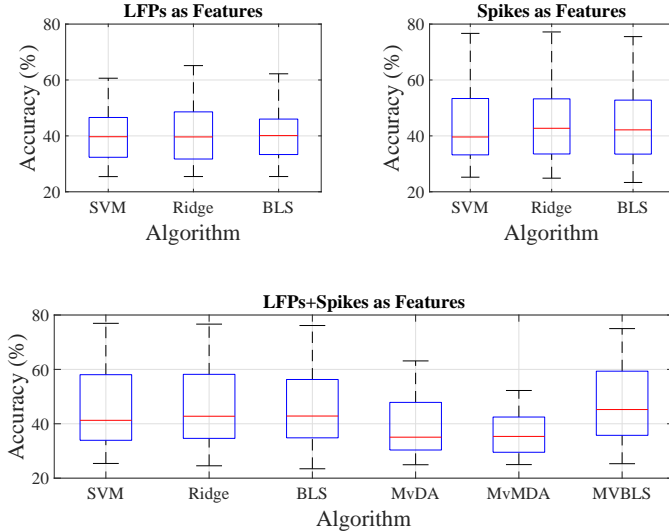 LFPs as Features
Accuracy (%)
80
60
40
20
SVM
Ridge
BLS
Algorithm
Spikes as Features
Accuracy (%)
80
60
40
20
SVM
Ridge
BLS
Algorithm
LFPs+Spikes as Features
Accuracy (%)
80
60
40
20
SVM
Ridge
BLS
MvDA
MvMDA
MVBLS
Algorithm